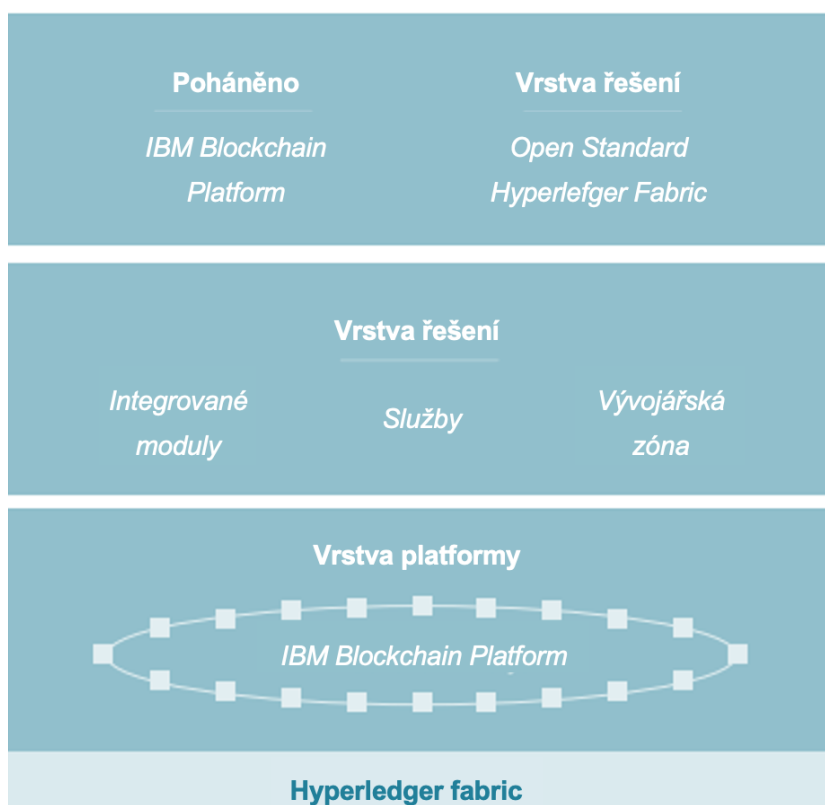 Poháněno
IBM Blockchain
Platform
Vrstva řešení
Open Standard
Hyperlefger Fabric
Vrstva řešení
Integrované
moduly
Služby
Vývojářská
zóna
Vrstva platformy
IBM Blockchain Platform
Hyperledger fabric